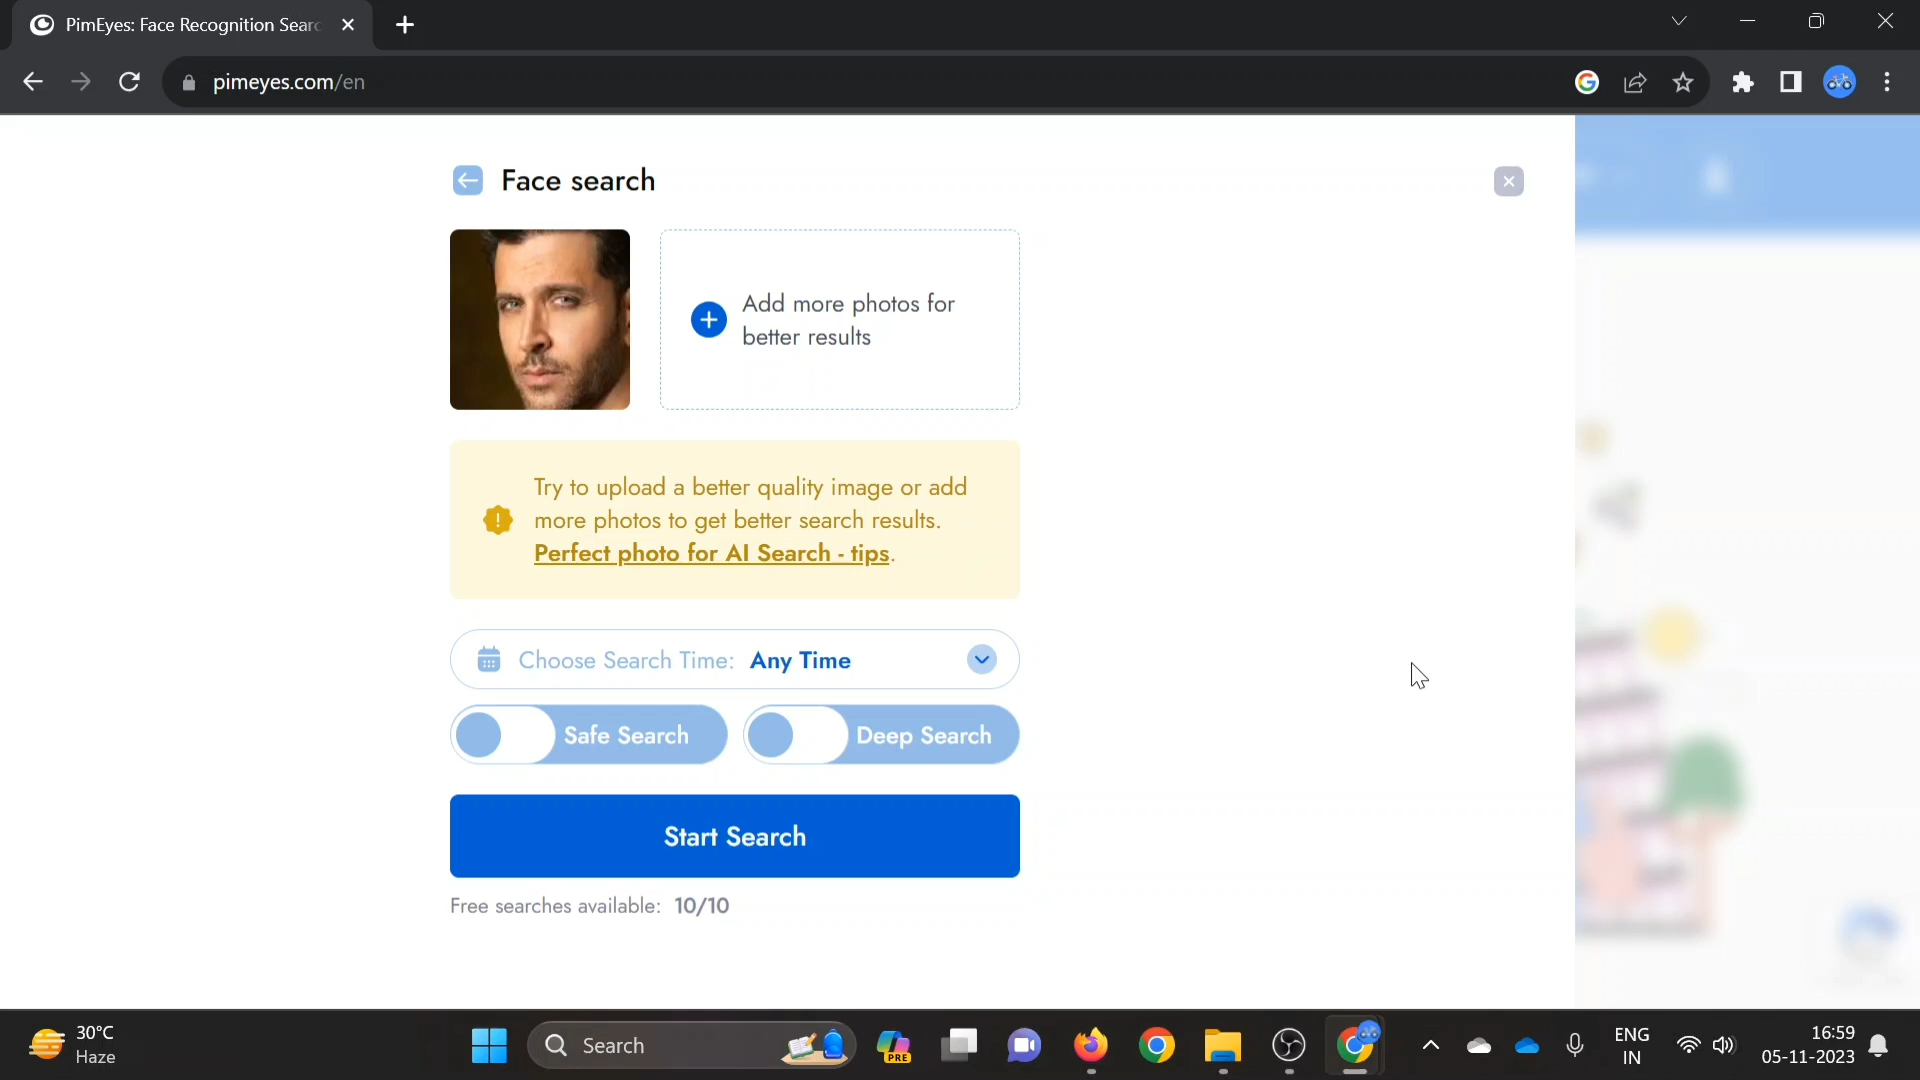 PimEyes: Face Recognition Sear
pimeyes.com/en
Face search
Add more photos for
better results
Try to upload a better quality image or add
more photos to get better search results.
Perfect photo for AI Search - tips.
Choose Search Time: Any Time
Safe Search
Deep Search
Start Search
Free searches available: 10/10
30°C
Haze
Search
PRE
ENG
IN
16:59
05-11-2023